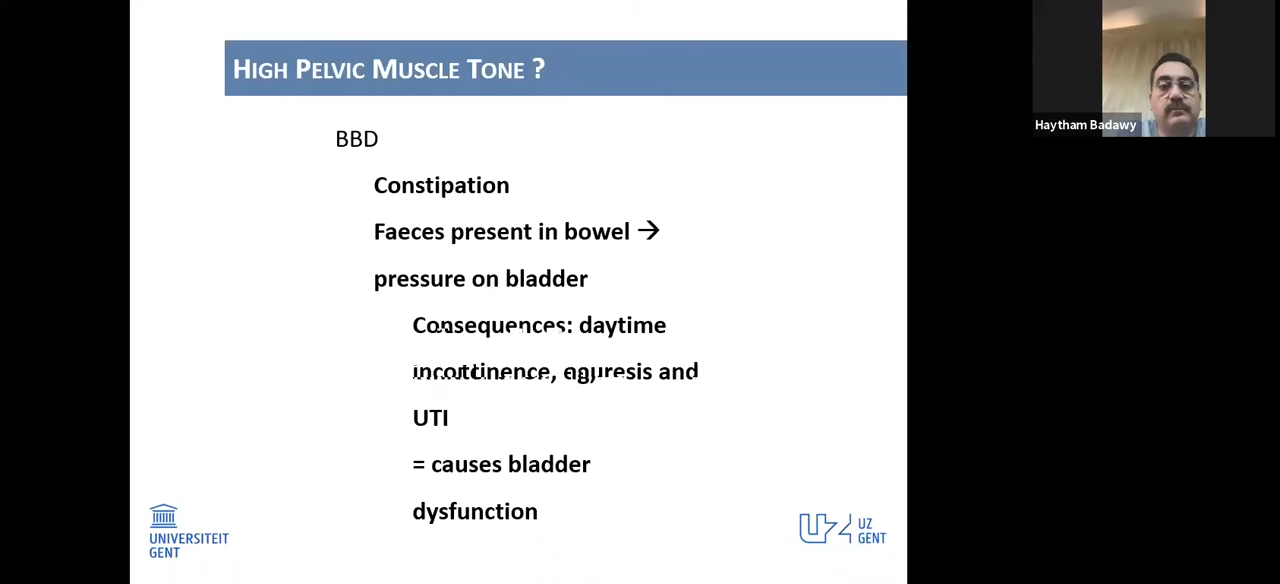 HIGH PELVIC MUSCLE TONE ?
Haytham Badawy
BBD
Constipation
Faeces present in bowel →
pressure on bladder
Consequences: daytime
incontinence, and
UTI
= causes bladder
dysfunction
UNIVERSITEIT
GENT
UZ
GENT